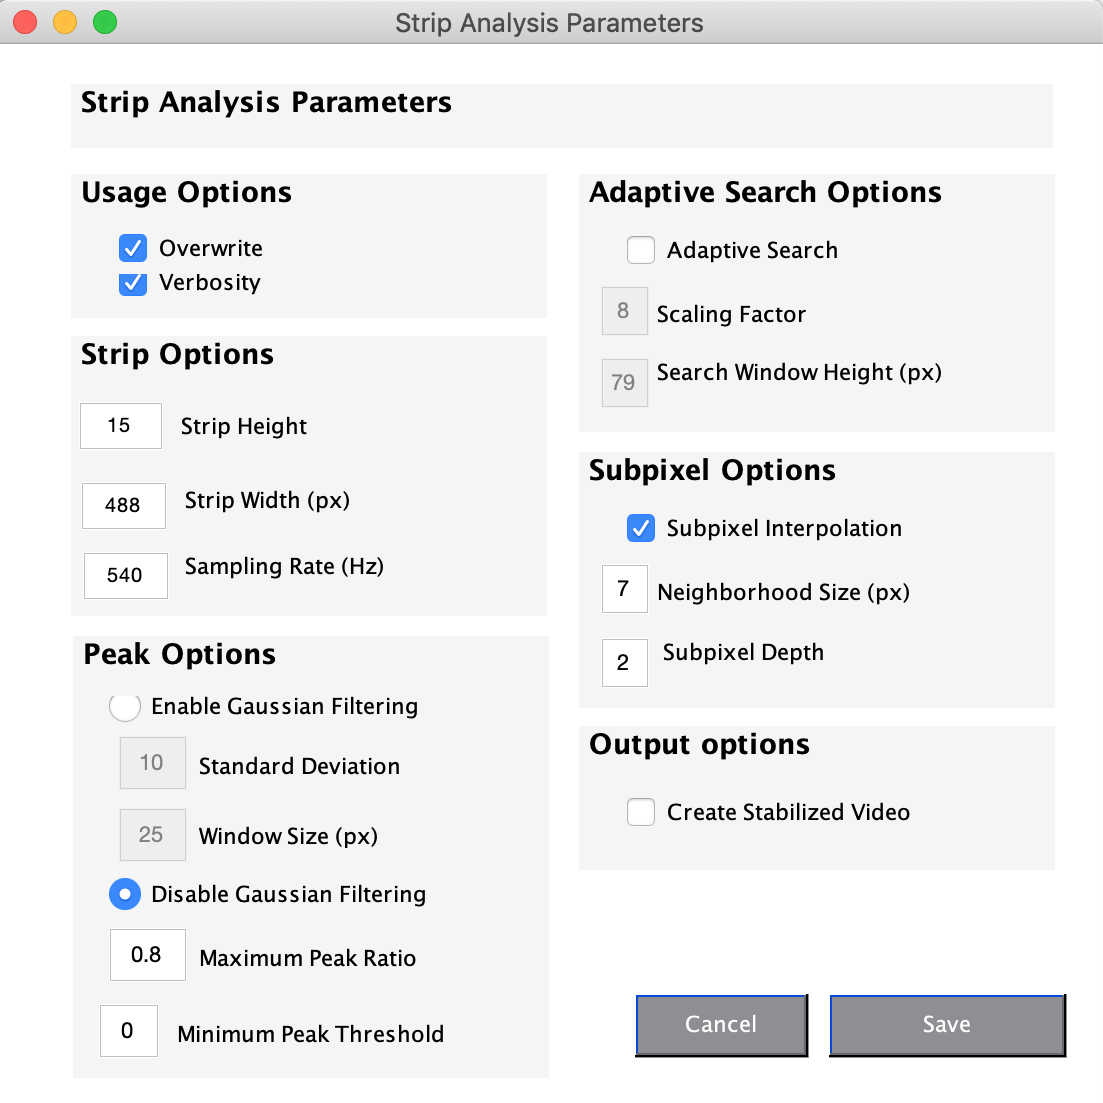 Strip Analysis Parameters
Strip Analysis Parameters
Usage Options
Overwrite
Verbosity
Strip Options
15 Strip Height
488 Strip Width (px)
540 Sampling Rate (Hz)
Peak Options
Enable Gaussian Filtering
10 Standard Deviation
25 Window Size (px)
Disable Gaussian Filtering
0.8 Maximum Peak Ratio
0 Minimum Peak Threshold
Adaptive Search Options
Adaptive Search
8 Scaling Factor
79 Search Window Height (px)
Subpixel Options
Subpixel Interpolation
7 Neighborhood Size (px)
2 Subpixel Depth
Output options
Create Stabilized Video
Cancel
Save